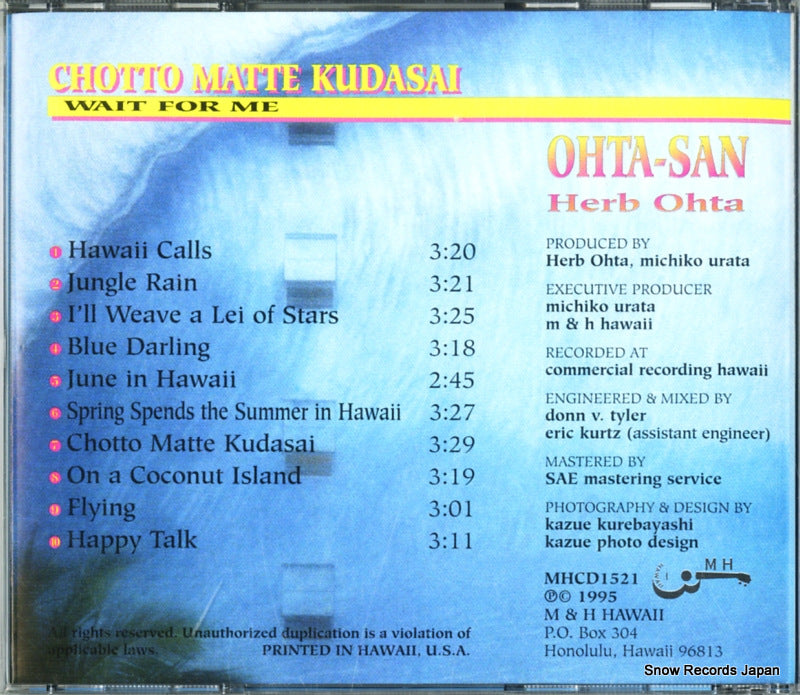 CHOTTO MATTE KUDASAI
WAIT FOR ME
OHTA-SAN
Herb Ohta
1 Hawaii Calls 3:20
2 Jungle Rain 3:21
3 I'll Weave a Lei of Stars 3:25
4 Blue Darling 3:18
5 June in Hawaii 2:45
6 Spring Spends the Summer in Hawaii 3:27
7 Chotto Matte Kudasai 3:29
8 On a Coconut Island 3:19
9 Flying 3:01
10 Happy Talk 3:11
PRODUCED BY
Herb Ohta, michiko urata
EXECUTIVE PRODUCER
michiko urata
m & h hawaii
RECORDED AT
commercial recording hawaii
ENGINEERED & MIXED BY
donn v. tyler
eric kurtz (assistant engineer)
MASTERED BY
SAE mastering service
PHOTOGRAPHY & DESIGN BY
kazue kurebayashi
kazue photo design
MHCD1521
℗© 1995
M & H HAWAII
P.O. Box 304
Honolulu, Hawaii 96813
M H
All rights reserved. Unauthorized duplication is a violation of
applicable laws. PRINTED IN HAWAII, U.S.A.
Snow Records Japan